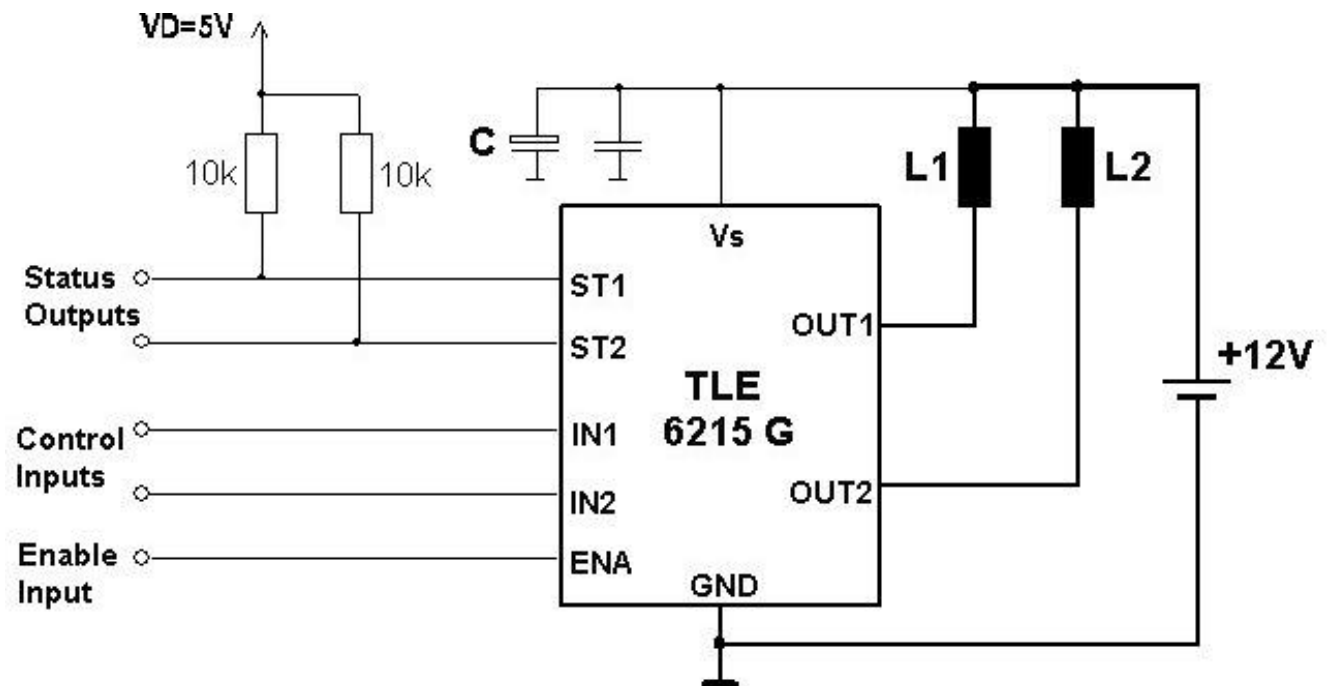 VD=5V
10k
10k
C
L1
L2
Vs
Status
Outputs
ST1
ST2
OUT1
+12V
TLE
6215 G
Control
Inputs
IN1
IN2
OUT2
Enable
Input
ENA
GND